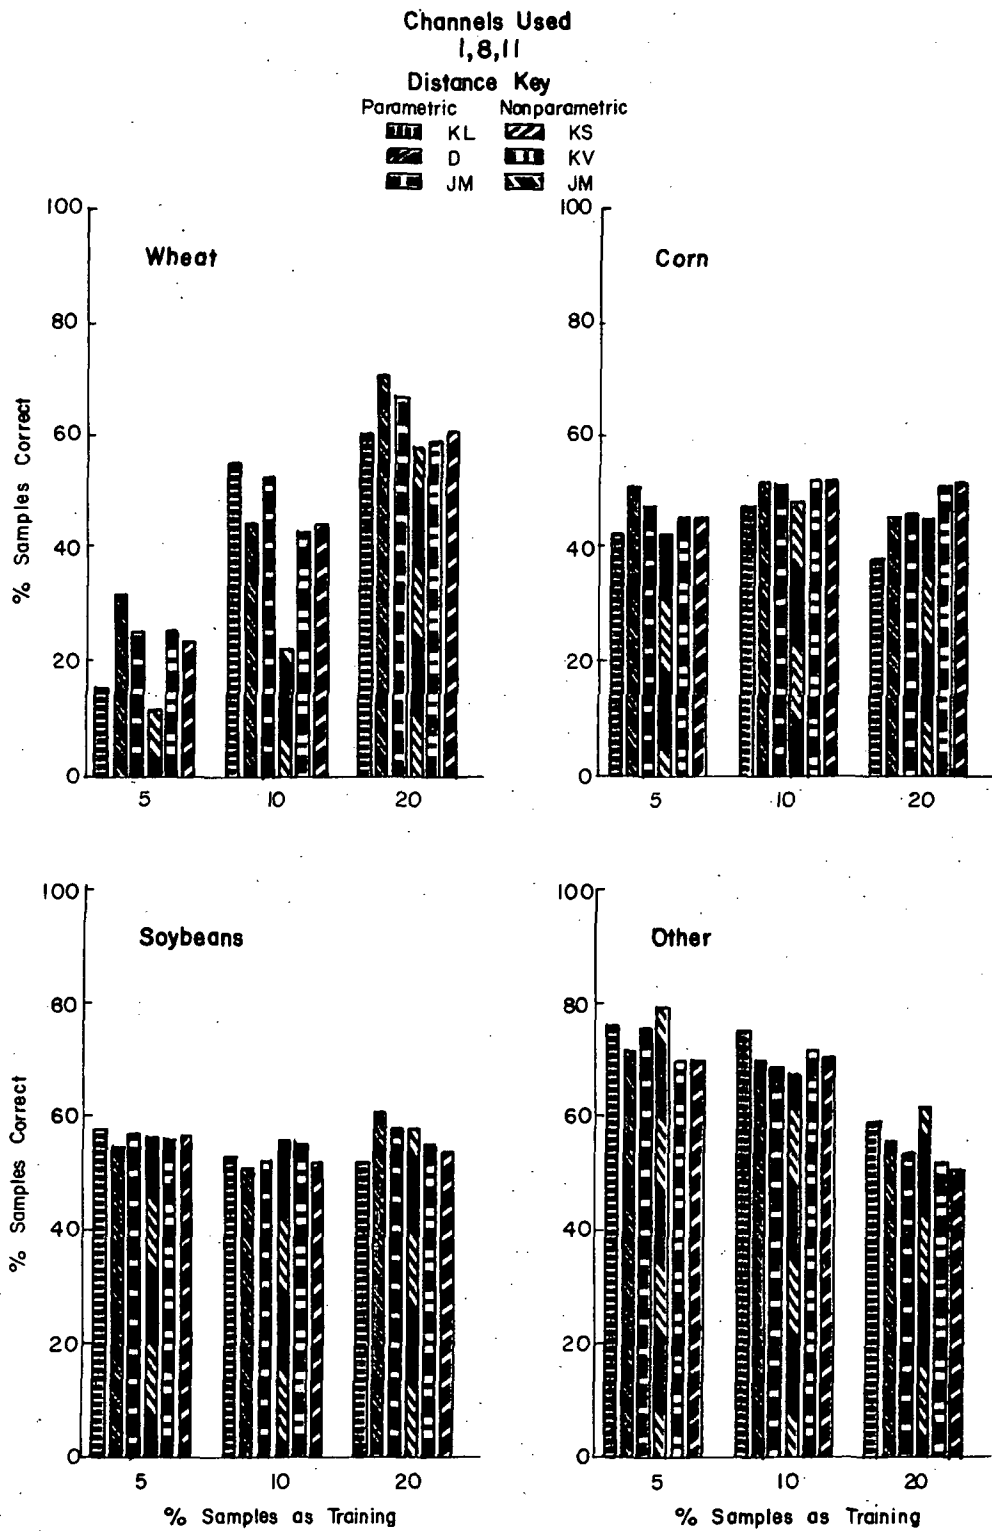 Channels Used
1,8,11
Distance Key
Parametric Nonparametric
KL KS
D KV
JM JM
Wheat
100
80
60
40
20
0
% Samples Correct
5 10 20
Corn
100
80
60
40
20
0
5 10 20
Soybeans
100
80
60
40
20
0
% Samples Correct
5 10 20
% Samples as Training
Other
100
80
60
40
20
0
5 10 20
% Samples as Training